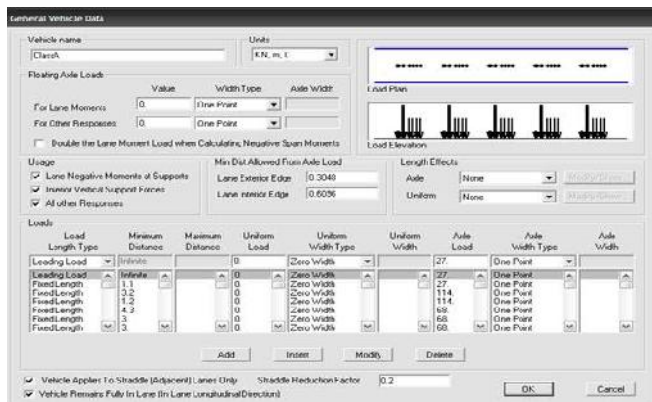 General Vehicle Data
Vehicle name
ClassA
Units
KN, m, C
Floating Axle Loads
Value Width Type Axle Width
For Lane Moments 0. One Point
For Other Responses 0. One Point
Double the Lane Moment Load when Calculating Negative Span Moments
Load Plan
Load Elevation
Usage
Lane Negative Moments at Supports
Interior Vertical Support Forces
All other Responses
Min Dist Allowed From Axle Load
Lane Exterior Edge 0.3048
Lane Interior Edge 0.6096
Length Effects
Axle None
Uniform None
Loads
Load Length Type Minimum Distance Maximum Distance Uniform Load Uniform Width Type Uniform Width Axle Load Axle Width Type Axle Width
Leading Load Infinite 0. Zero Width 27. One Point
Leading Load Infinite 0. Zero Width 27. One Point
Fixed Length 1.1 0. Zero Width 27. One Point
Fixed Length 3.2 0. Zero Width 114. One Point
Fixed Length 1.2 0. Zero Width 114. One Point
Fixed Length 4.3 0. Zero Width 68. One Point
Fixed Length 3. 0. Zero Width 68. One Point
Fixed Length 3. 0. Zero Width 68. One Point
Add Insert Modify Delete
Vehicle Applies To Straddle (Adjacent) Lanes Only Straddle Reduction Factor 0.2
Vehicle Remains Fully In Lane (In Lane Longitudinal Direction)
OK Cancel